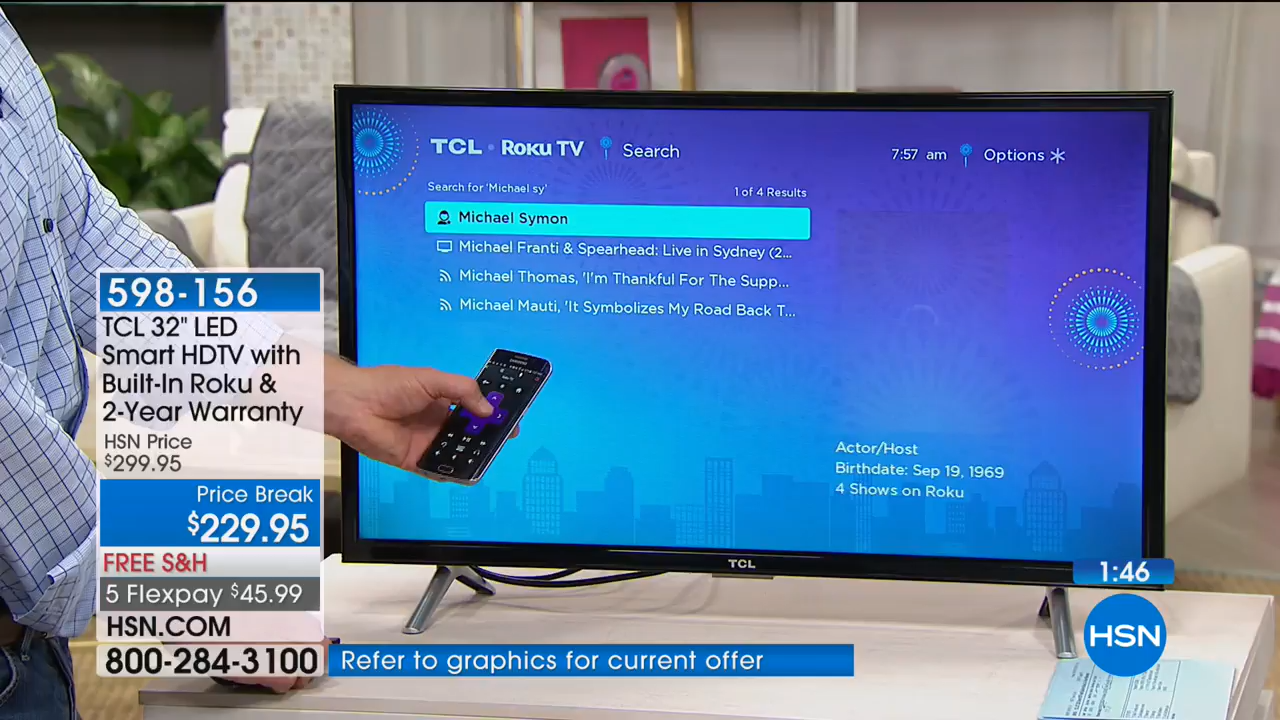 TCL Roku TV Search
7:57 am Options
Search for 'Michael sy'
1 of 4 Results
Michael Symon
Michael Franti & Spearhead: Live in Sydney (2...
Michael Thomas, 'I'm Thankful For The Supp...
Michael Mauti, 'It Symbolizes My Road Back T...
Actor/Host
Birthdate: Sep 19, 1969
4 Shows on Roku
TCL
SAMSUNG
598-156
TCL 32" LED
Smart HDTV with
Built-In Roku &
2-Year Warranty
HSN Price
$299.95
Price Break
$229.95
FREE S&H
5 Flexpay $45.99
HSN.COM
800-284-3100
Refer to graphics for current offer
1:46
HSN